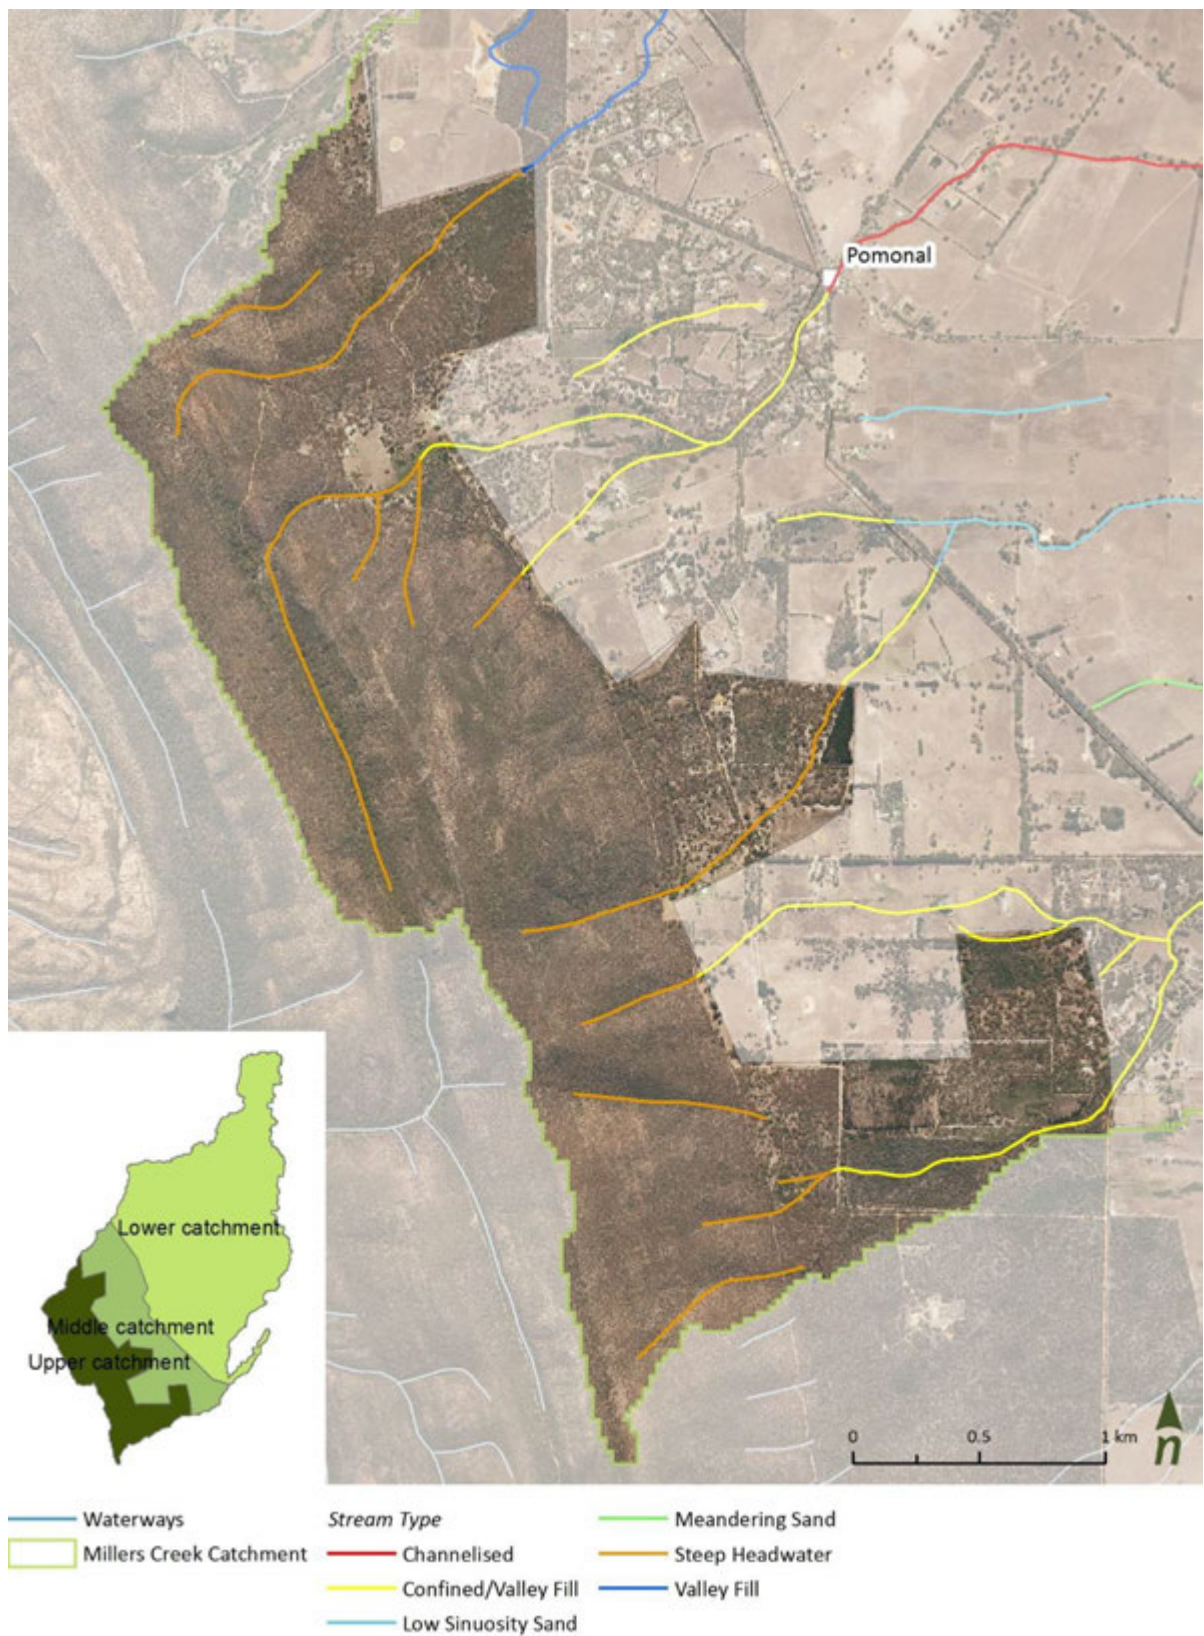 Pomonal
Lower catchment
Middle catchment
Upper catchment
0 0.5 1 km
n
Waterways
Millers Creek Catchment
Stream Type
Channelised
Confined/Valley Fill
Low Sinuosity Sand
Meandering Sand
Steep Headwater
Valley Fill